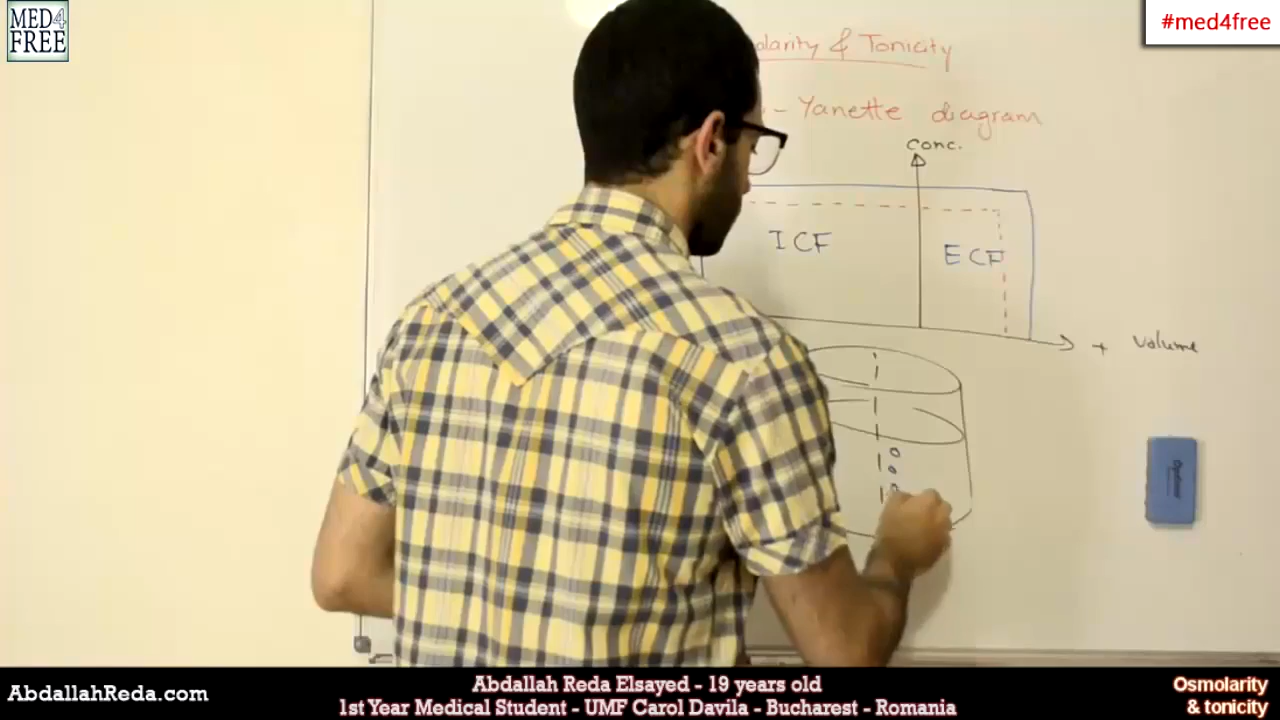 MED4
FREE
#med4free
& Tonicity
- Yanette diagram
conc.
ICF
ECF
+ volume
AbdallahReda.com
Abdallah Reda Elsayed - 19 years old
1st Year Medical Student - UMF Carol Davila - Bucharest - Romania
Osmolarity
& tonicity